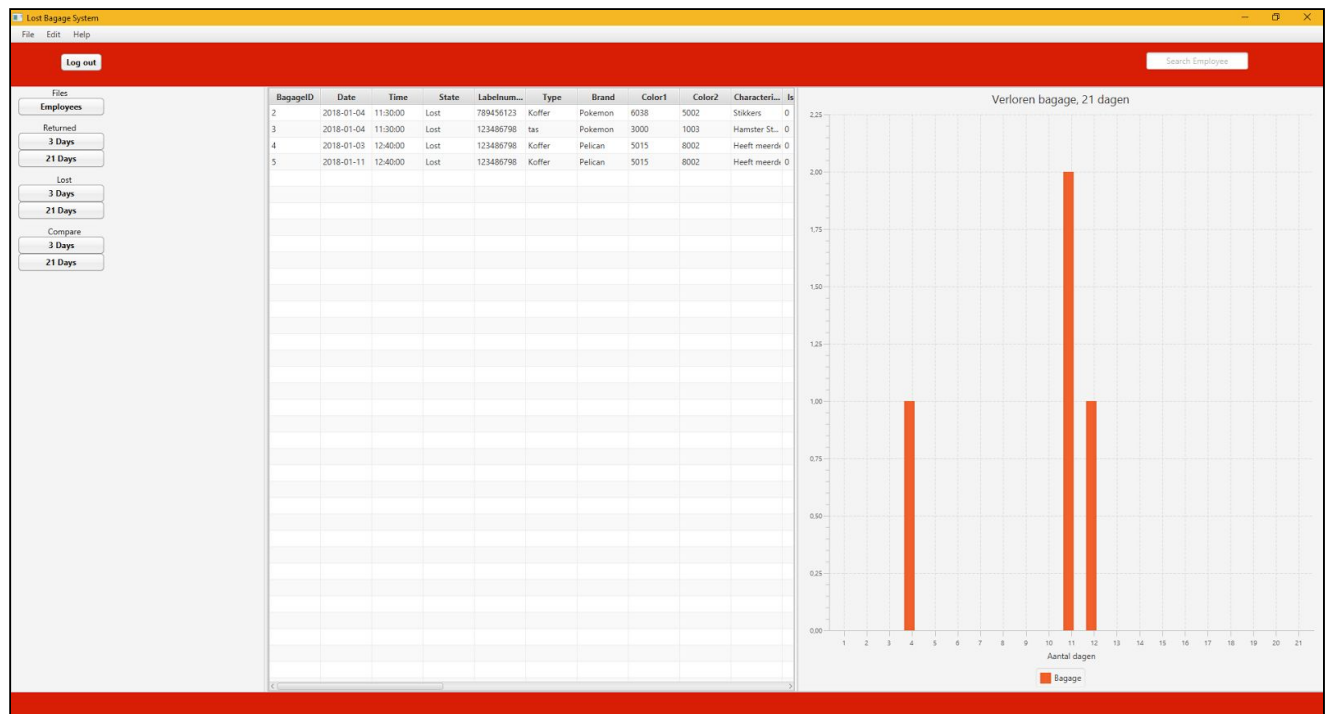 Lost Bagage System
File Edit Help
Log out
Search Employee
Files
Employees
Returned
3 Days
21 Days
Lost
3 Days
21 Days
Compare
3 Days
21 Days
BagageID Date Time State Labelnum... Type Brand Color1 Color2 Characteri... Is
2 2018-01-04 11:30:00 Lost 789456123 Koffer Pokemon 6038 5002 Stikkers 0
3 2018-01-04 11:30:00 Lost 123486798 tas Pokemon 3000 1003 Hamster St... 0
4 2018-01-03 12:40:00 Lost 123486798 Koffer Pelican 5015 8002 Heeft meerde 0
5 2018-01-11 12:40:00 Lost 123486798 Koffer Pelican 5015 8002 Heeft meerde 0
Verloren bagage, 21 dagen
2,25
2,00
1,75
1,50
1,25
1,00
0,75
0,50
0,25
0,00
1 2 3 4 5 6 7 8 9 10 11 12 13 14 15 16 17 18 19 20 21
Aantal dagen
Bagage